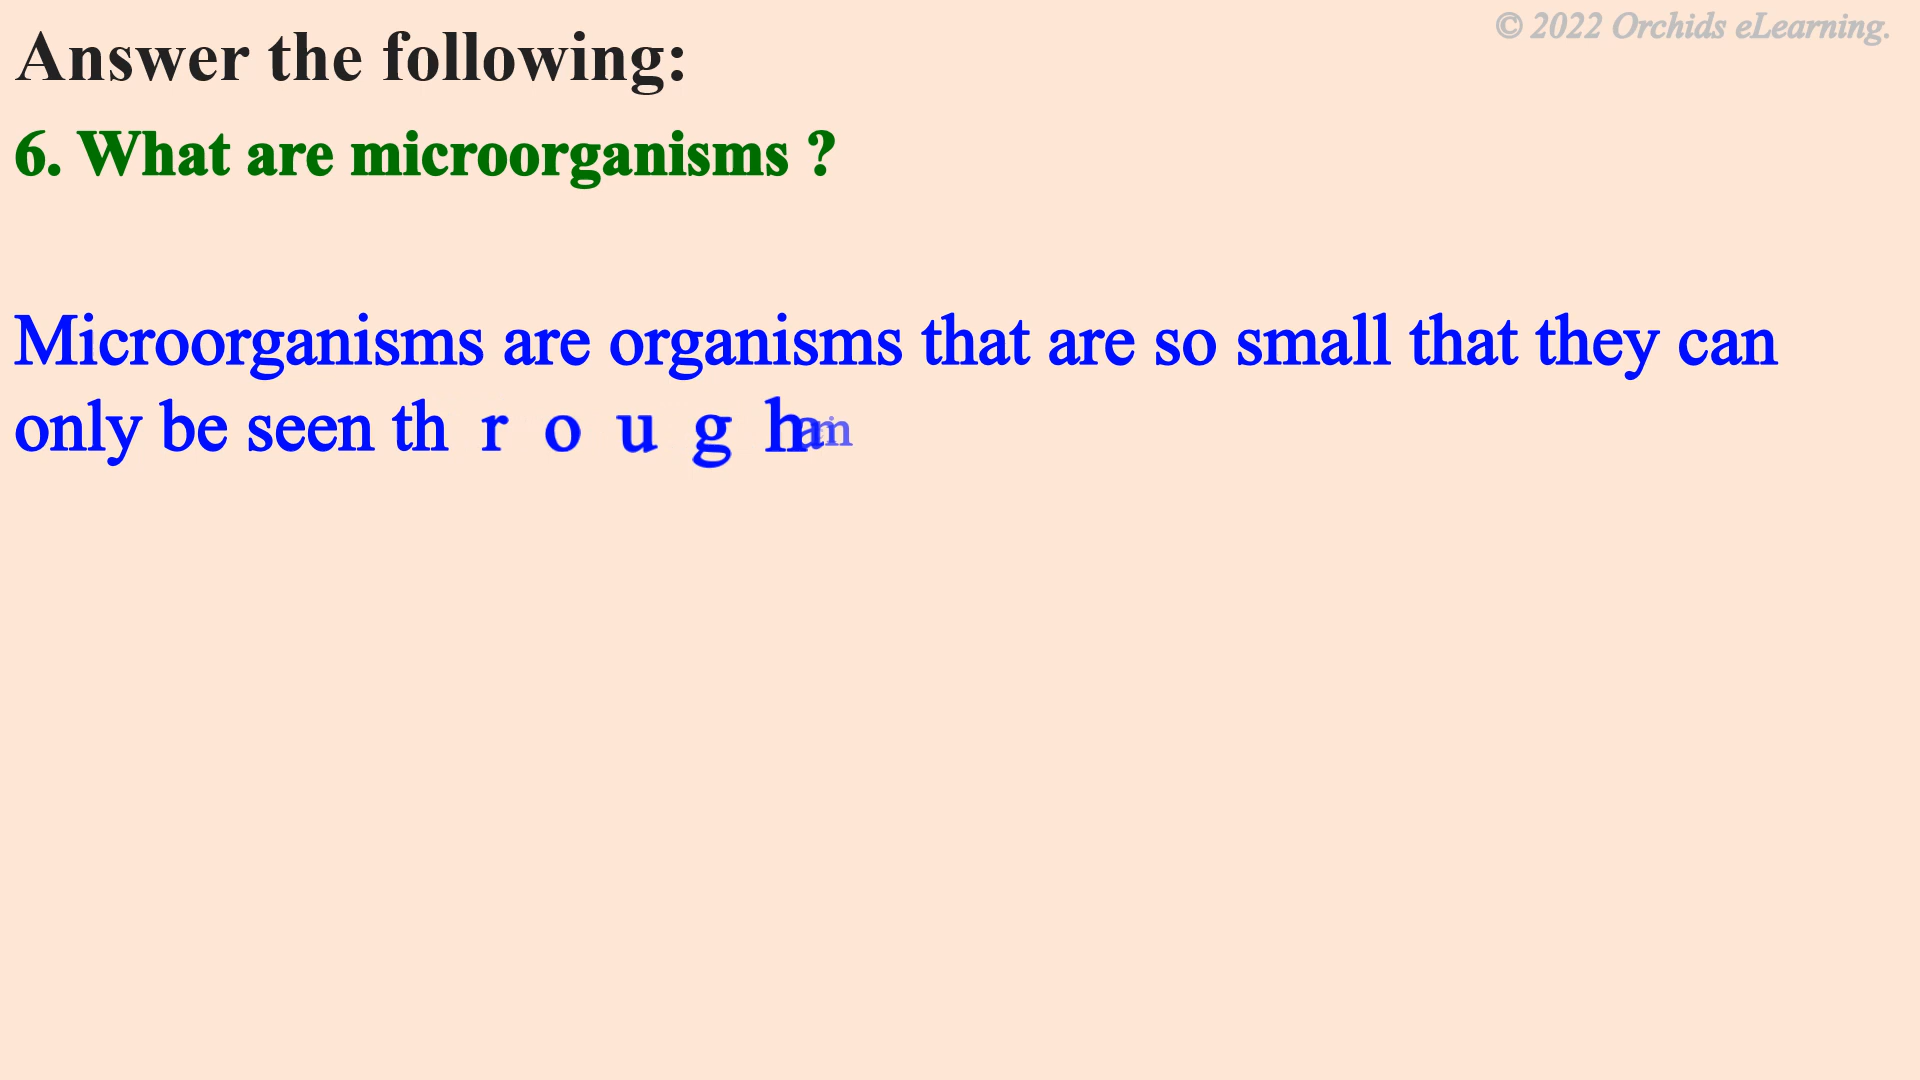 © 2022 Orchids eLearning.
Answer the following:
6. What are microorganisms ?
Microorganisms are organisms that are so small that they can
only be seen through